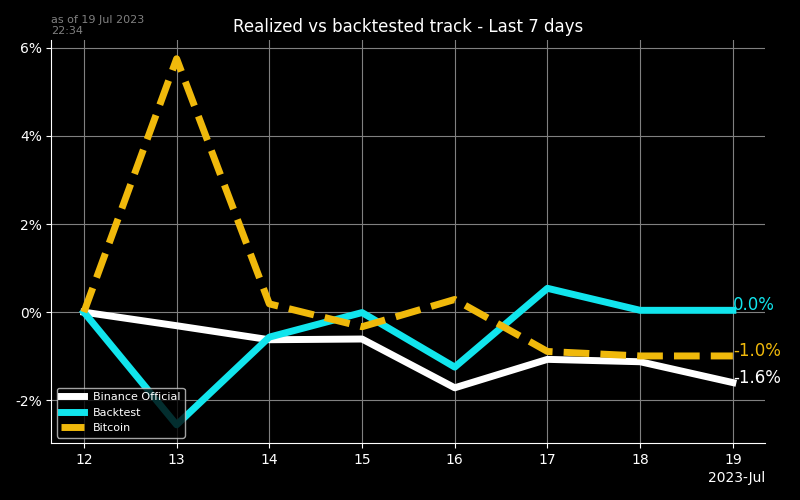 as of 19 Jul 2023
22:34
Realized vs backtested track - Last 7 days
6%
4%
2%
0%
-2%
0.0%
-1.0%
-1.6%
Binance Official
Backtest
Bitcoin
12 13 14 15 16 17 18 19
2023-Jul